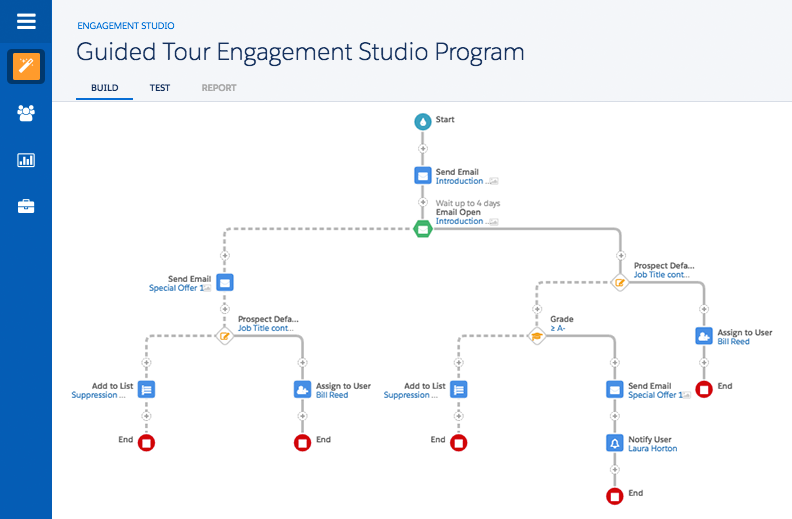 ENGAGEMENT STUDIO
Guided Tour Engagement Studio Program
BUILD
TEST
REPORT
Start
Send Email
Introduction ...
Wait up to 4 days
Email Open
Introduction ...
Send Email
Special Offer 1
Prospect Defa...
Job Title cont...
Prospect Defa...
Job Title cont...
Grade
≥ A-
Assign to User
Bill Reed
Add to List
Suppression ...
Assign to User
Bill Reed
Add to List
Suppression ...
Send Email
Special Offer 1
End
End
End
End
Notify User
Laura Horton
End